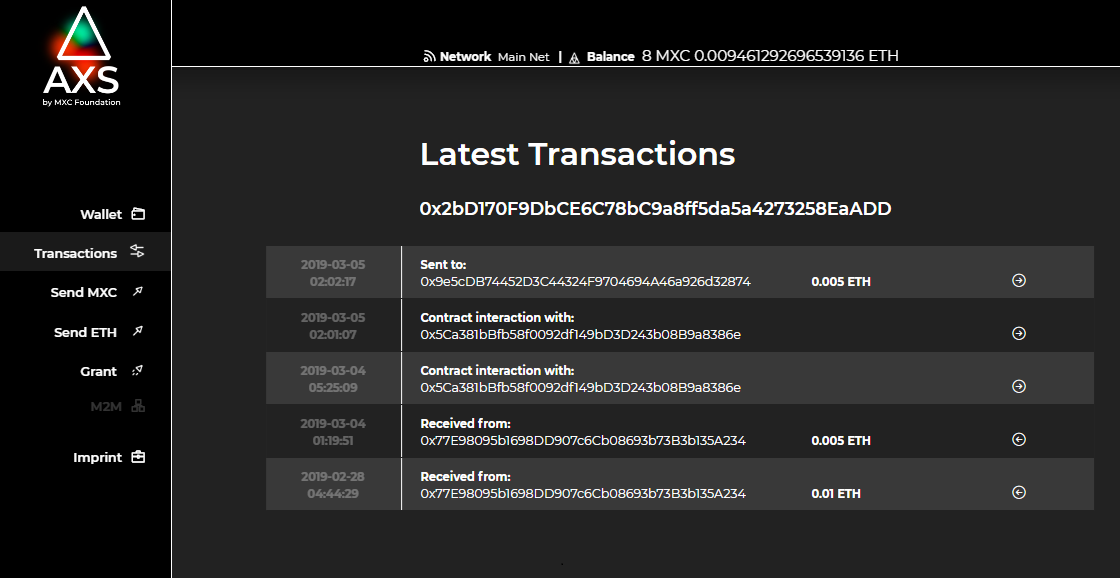 AXS
by MXC Foundation
Network Main Net | Balance 8 MXC 0.009461292696539136 ETH
Wallet
Transactions
Send MXC
Send ETH
Grant
M2M
Imprint
Latest Transactions
0x2bD170F9DbCE6C78bC9a8ff5da5a4273258EaADD
2019-03-05
02:02:17
Sent to:
0x9e5cDB74452D3C44324F9704694A46a926d32874
0.005 ETH
2019-03-05
02:01:07
Contract interaction with:
0x5Ca381bBfb58f0092df149bD3D243b08B9a8386e
2019-03-04
05:25:09
Contract interaction with:
0x5Ca381bBfb58f0092df149bD3D243b08B9a8386e
2019-03-04
01:19:51
Received from:
0x77E98095b1698DD907c6Cb08693b73B3b135A234
0.005 ETH
2019-02-28
04:44:29
Received from:
0x77E98095b1698DD907c6Cb08693b73B3b135A234
0.01 ETH